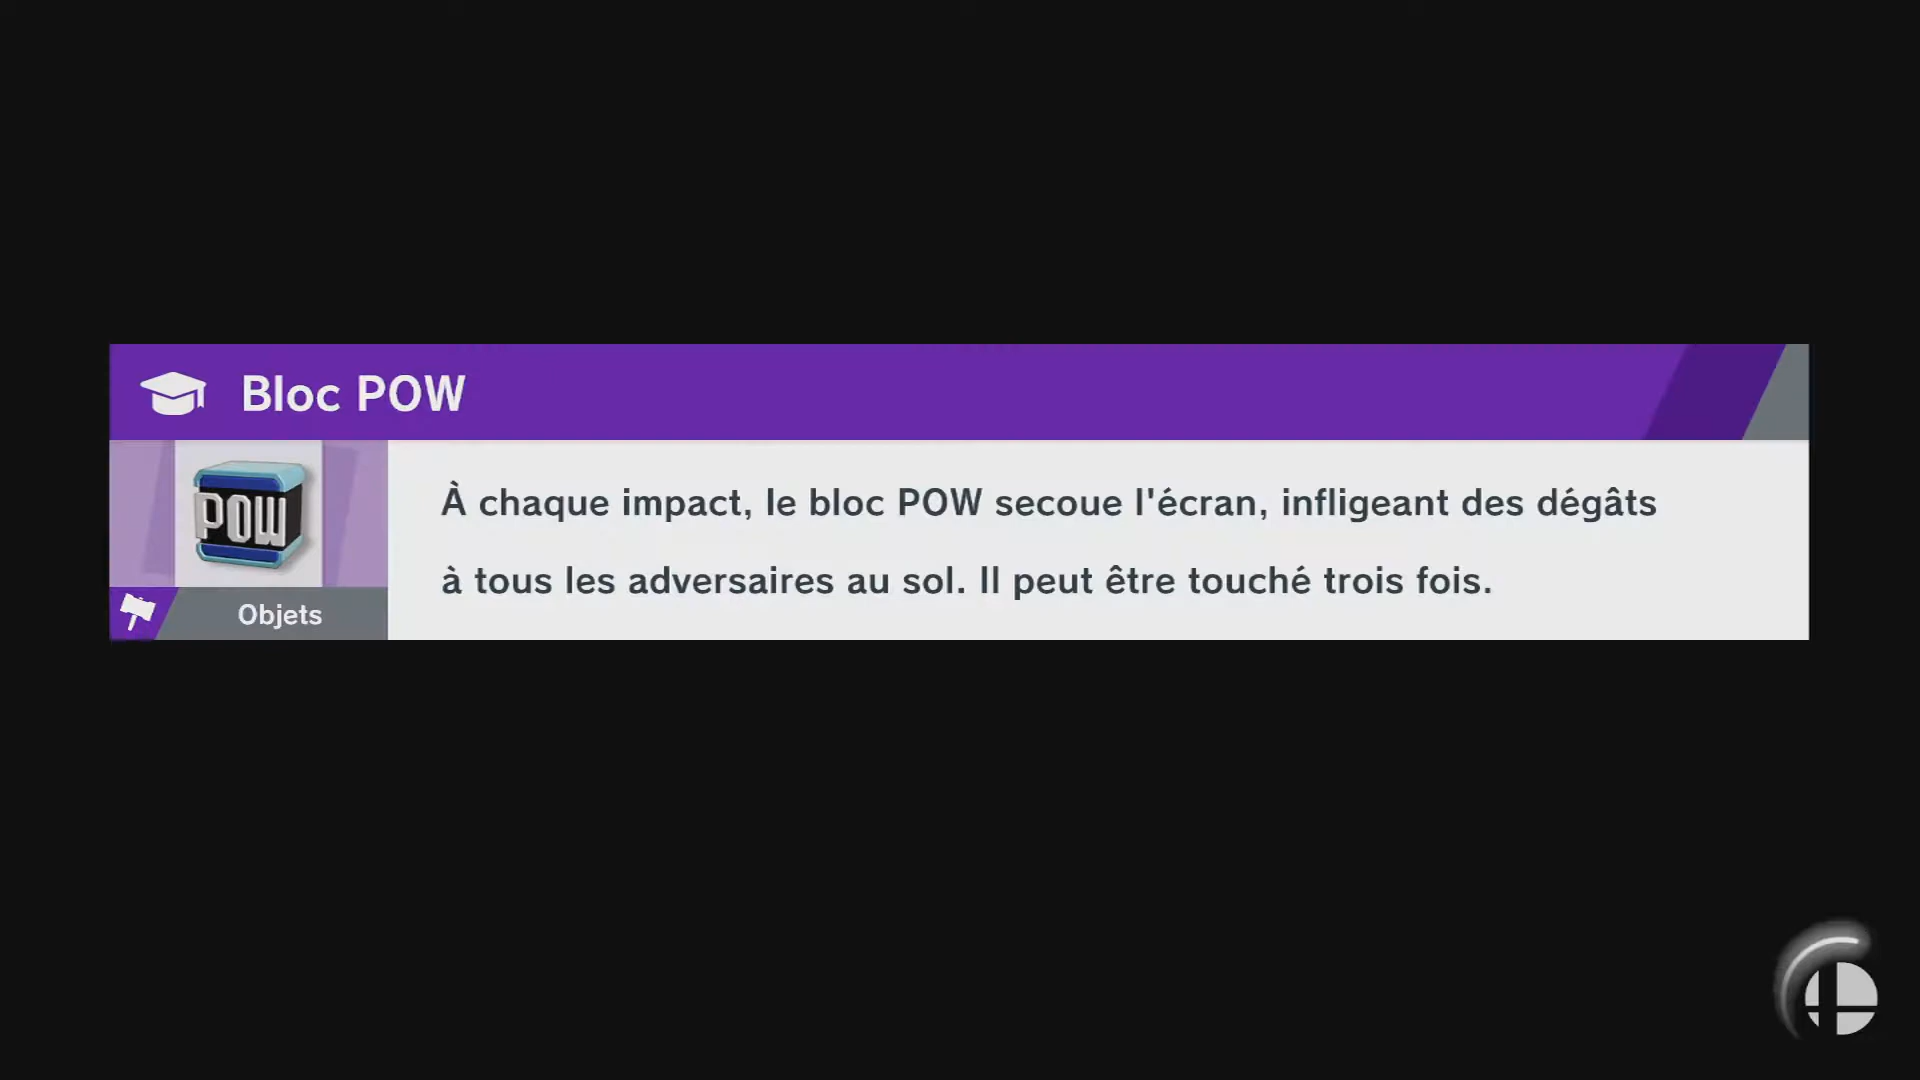 Bloc POW
POW
À chaque impact, le bloc POW secoue l'écran, infligeant des dégâts
à tous les adversaires au sol. Il peut être touché trois fois.
Objets